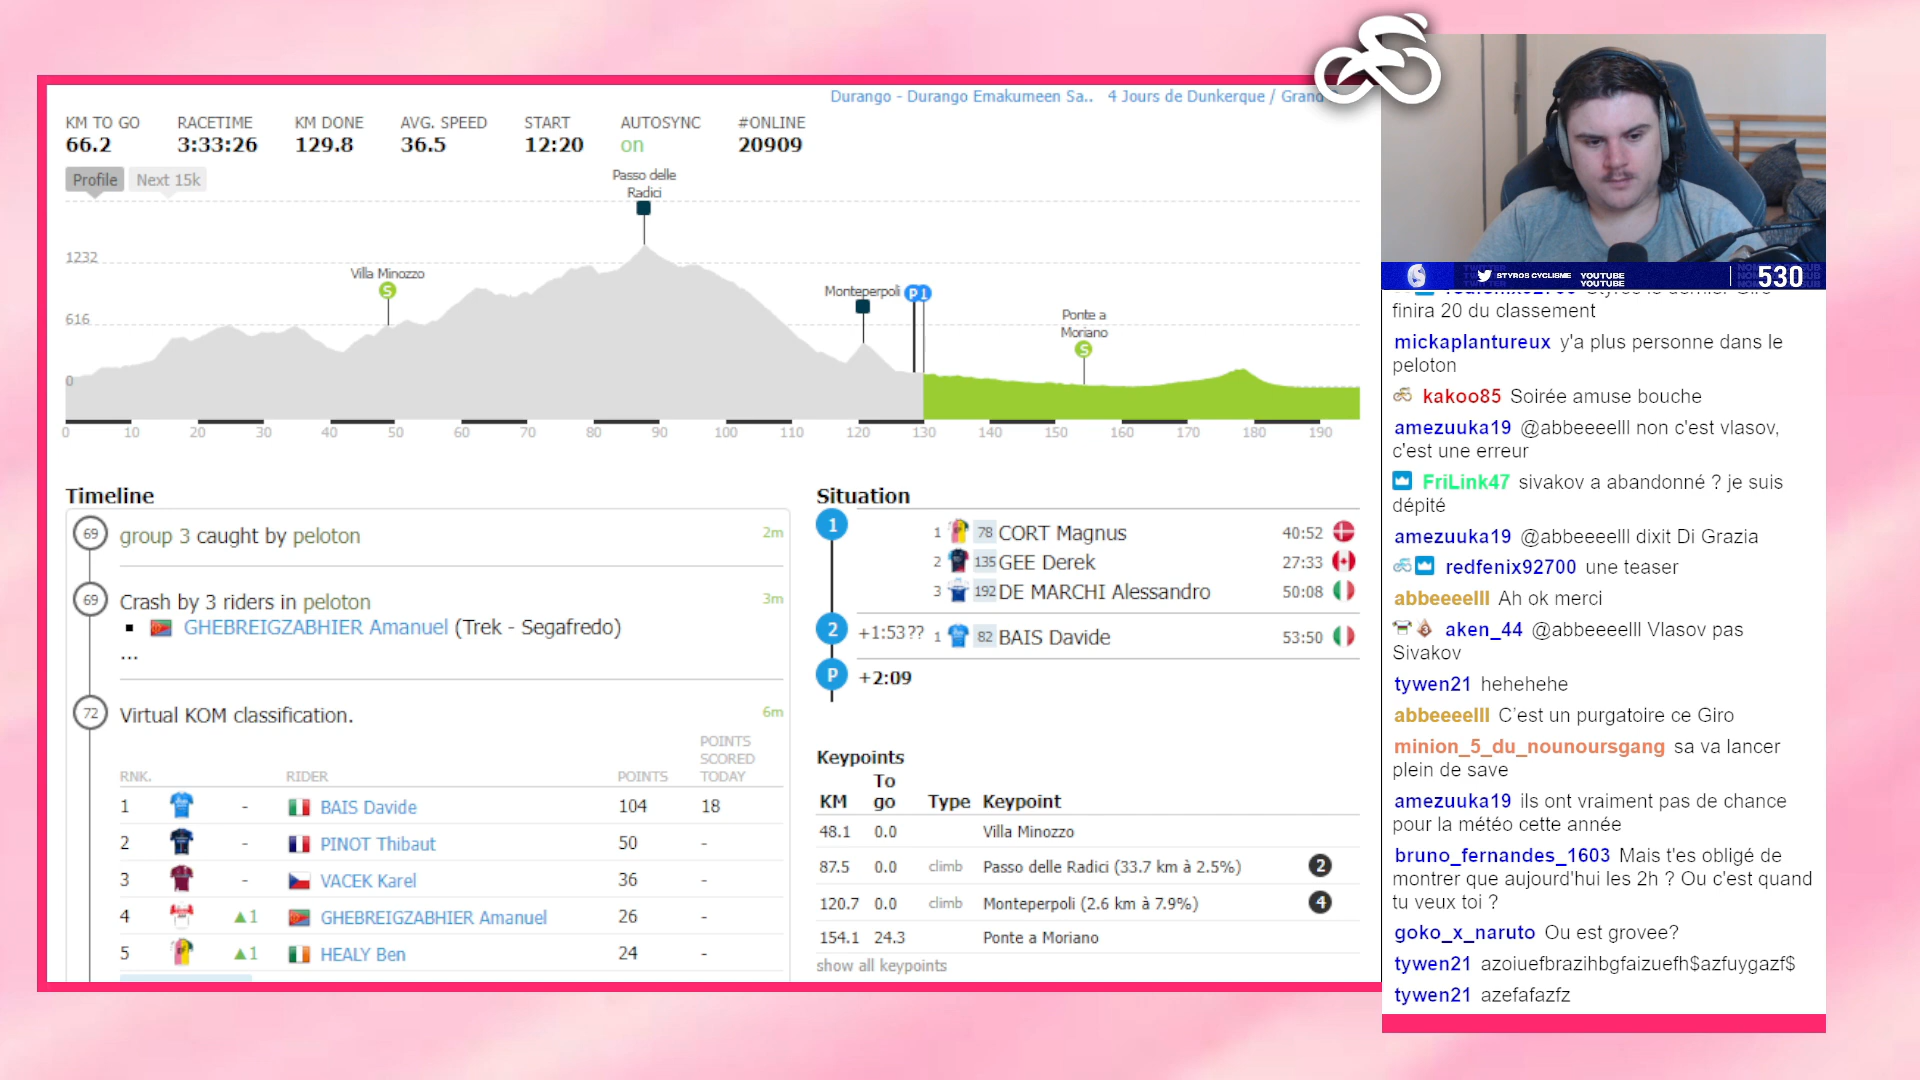 Durango - Durango Emakumeen Sa.. 4 Jours de Dunkerque / Grand
KM TO GO RACETIME KM DONE AVG. SPEED START AUTOSYNC #ONLINE
66.2 3:33:26 129.8 36.5 12:20 on 20909
Profile Next 15k
Passo delle
Radici
1232
Villa Minozzo
S
Monteperpoli P 1
616
Ponte a
Moriano
S
0
0 10 20 30 40 50 60 70 80 90 100 110 120 130 140 150 160 170 180 190
Timeline
69 group 3 caught by peloton 2m
69 Crash by 3 riders in peloton 3m
GHEBREIGZABHIER Amanuel (Trek - Segafredo)
...
72 Virtual KOM classification. 6m
POINTS
SCORED
RNK. RIDER POINTS TODAY
1 - BAIS Davide 104 18
2 - PINOT Thibaut 50 -
3 - VACEK Karel 36 -
4 ▲1 GHEBREIGZABHIER Amanuel 26 -
5 ▲1 HEALY Ben 24 -
Situation
1 1 78 CORT Magnus 40:52
2 135 GEE Derek 27:33
3 192 DE MARCHI Alessandro 50:08
2 +1:53?? 1 82 BAIS Davide 53:50
P +2:09
Keypoints
To
KM go Type Keypoint
48.1 0.0 Villa Minozzo
87.5 0.0 climb Passo delle Radici (33.7 km à 2.5%) 2
120.7 0.0 climb Monteperpoli (2.6 km à 7.9%) 4
154.1 24.3 Ponte a Moriano
show all keypoints
STYROS CYCLISME YOUTUBE 530
YOUTUBE
finira 20 du classement
mickaplantureux y'a plus personne dans le
peloton
kakoo85 Soirée amuse bouche
amezuuka19 @abbeeeelll non c'est vlasov,
c'est une erreur
FriLink47 sivakov a abandonné ? je suis
dépité
amezuuka19 @abbeeeelll dixit Di Grazia
redfenix92700 une teaser
abbeeeelll Ah ok merci
aken_44 @abbeeeelll Vlasov pas
Sivakov
tywen21 hehehehe
abbeeeelll C’est un purgatoire ce Giro
minion_5_du_nounoursgang sa va lancer
plein de save
amezuuka19 ils ont vraiment pas de chance
pour la météo cette année
bruno_fernandes_1603 Mais t'es obligé de
montrer que aujourd'hui les 2h ? Ou c'est quand
tu veux toi ?
goko_x_naruto Ou est grovee?
tywen21 azoiuefbrazihbgfaizuefh$azfuygazf$
tywen21 azefafazfz